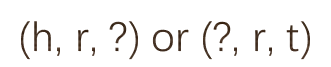 (h, r, ?) or (?, r, t)